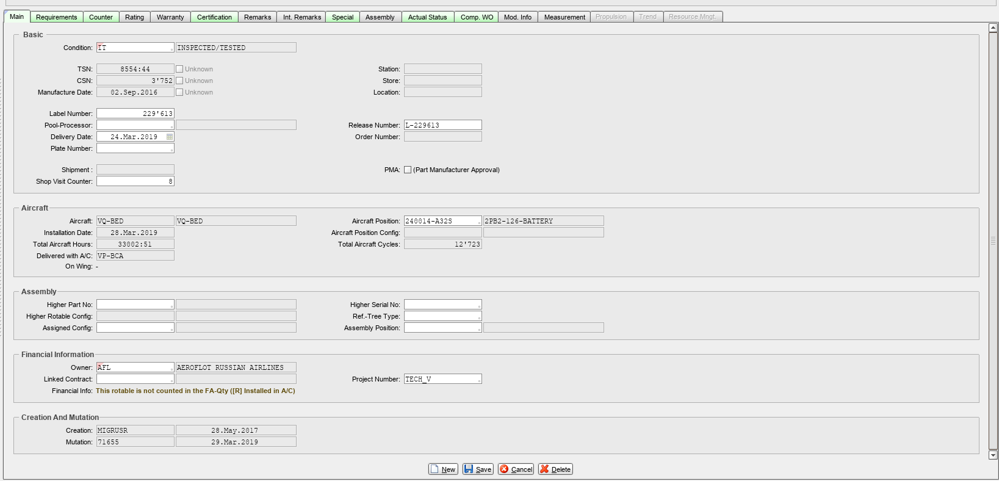 Main Requirements Counter Rating Warranty Certification Remarks Int. Remarks Special Assembly Actual Status Comp. WO Mod. Info Measurement Propulsion Trend Resource Mngt.
Basic
Condition: IT INSPECTED/TESTED
TSN: 8554:44 Unknown Station:
CSN: 3'752 Unknown Store:
Manufacture Date: 02.Sep.2016 Unknown Location:
Label Number: 229'613
Pool-Processor: Release Number: L-229613
Delivery Date: 24.Mar.2019 Order Number:
Plate Number:
Shipment : PMA: (Part Manufacturer Approval)
Shop Visit Counter: 8
Aircraft
Aircraft: VQ-BED VQ-BED Aircraft Position: 240014-A32S 2PB2-126-BATTERY
Installation Date: 28.Mar.2019 Aircraft Position Config:
Total Aircraft Hours: 33002:51 Total Aircraft Cycles: 12'723
Delivered with A/C: VP-BCA
On Wing: -
Assembly
Higher Part No: Higher Serial No:
Higher Rotable Config: Ref.-Tree Type:
Assigned Config: Assembly Position:
Financial Information
Owner: AFL AEROFLOT RUSSIAN AIRLINES
Linked Contract: Project Number: TECH_V
Financial Info: This rotable is not counted in the FA-Qty ([R] Installed in A/C)
Creation And Mutation
Creation: MIGRUSR 28.May.2017
Mutation: 71655 29.Mar.2019
New Save Cancel Delete